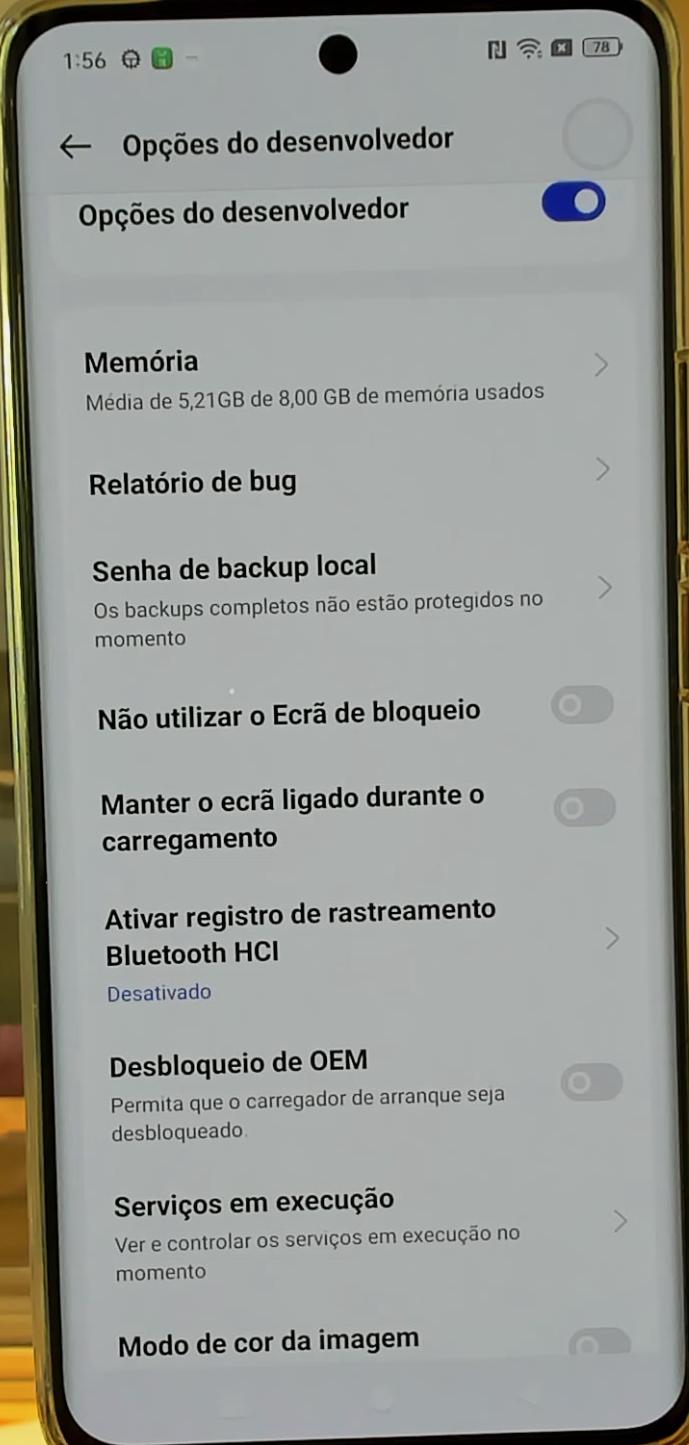 1:56
78
Opções do desenvolvedor
Opções do desenvolvedor
Memória
Média de 5,21GB de 8,00 GB de memória usados
Relatório de bug
Senha de backup local
Os backups completos não estão protegidos no
momento
Não utilizar o Ecrã de bloqueio
Manter o ecrã ligado durante o
carregamento
Ativar registro de rastreamento
Bluetooth HCI
Desativado
Desbloqueio de OEM
Permita que o carregador de arranque seja
desbloqueado.
Serviços em execução
Ver e controlar os serviços em execução no
momento
Modo de cor da imagem